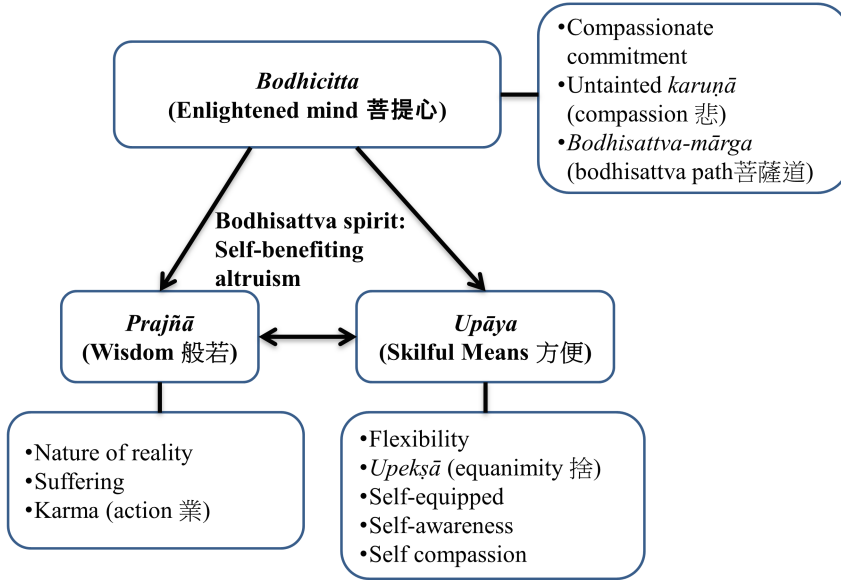 Bodhicitta
(Enlightened mind 菩提心)
•Compassionate
commitment
•Untainted karuṇā
(compassion 悲)
•Bodhisattva-mārga
(bodhisattva path菩薩道)
Bodhisattva spirit:
Self-benefiting
altruism
Prajñā
(Wisdom 般若)
Upāya
(Skilful Means 方便)
•Nature of reality
•Suffering
•Karma (action 業)
•Flexibility
•Upekṣā (equanimity 捨)
•Self-equipped
•Self-awareness
•Self compassion